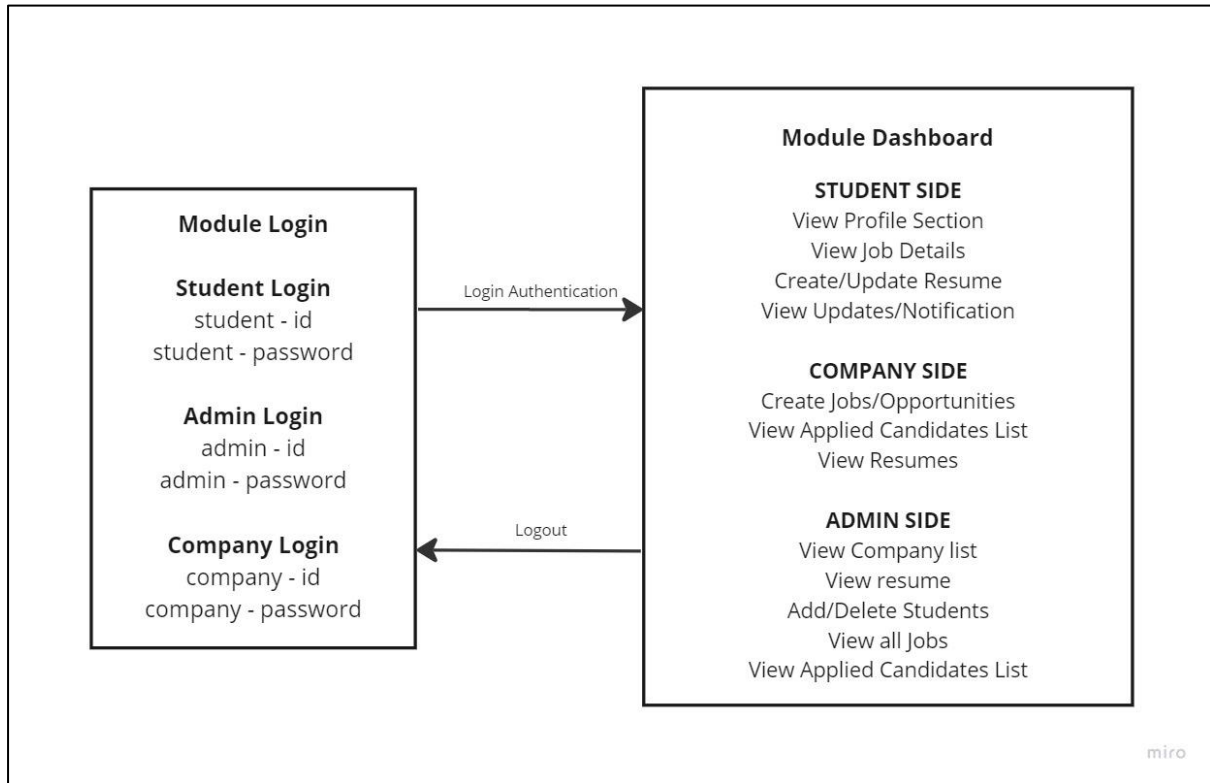 Module Login
Student Login
student - id
student - password
Admin Login
admin - id
admin - password
Company Login
company - id
company - password
Login Authentication
Logout
Module Dashboard
STUDENT SIDE
View Profile Section
View Job Details
Create/Update Resume
View Updates/Notification
COMPANY SIDE
Create Jobs/Opportunities
View Applied Candidates List
View Resumes
ADMIN SIDE
View Company list
View resume
Add/Delete Students
View all Jobs
View Applied Candidates List
miro